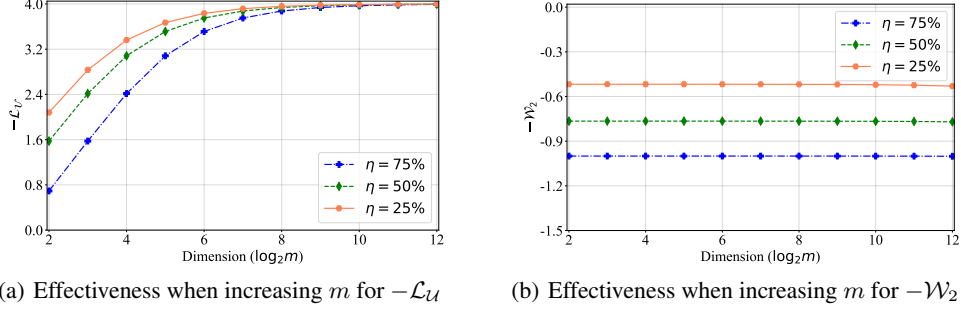 4.0
3.2
2.4
1.6
0.8
0.0
−𝓛_𝒰
2 4 6 8 10 12
Dimension (log₂m)
η = 75%
η = 50%
η = 25%
(a) Effectiveness when increasing m for −𝓛_𝒰
0.0
-0.3
-0.6
-0.9
-1.2
-1.5
−𝒲₂
2 4 6 8 10 12
Dimension (log₂m)
η = 75%
η = 50%
η = 25%
(b) Effectiveness when increasing m for −𝒲₂